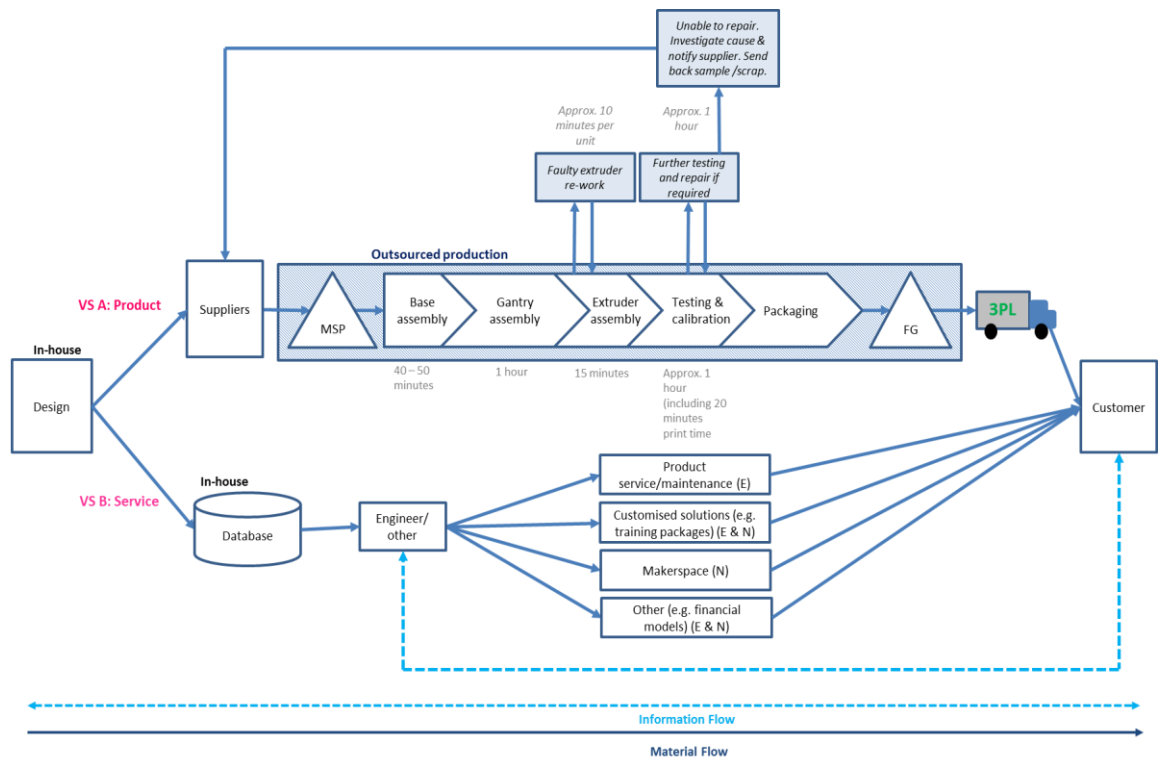 Unable to repair.
Investigate cause &
notify supplier. Send
back sample /scrap.
Approx. 10
minutes per
unit
Approx. 1
hour
Faulty extruder
re-work
Further testing
and repair if
required
Outsourced production
VS A: Product
Suppliers
MSP
Base
assembly
Gantry
assembly
Extruder
assembly
Testing &
calibration
Packaging
FG
3PL
In-house
Design
40 – 50
minutes
1 hour
15 minutes
Approx. 1
hour
(including 20
minutes
print time
Customer
VS B: Service
In-house
Database
Engineer/
other
Product
service/maintenance (E)
Customised solutions (e.g.
training packages) (E & N)
Makerspace (N)
Other (e.g. financial
models) (E & N)
Information Flow
Material Flow